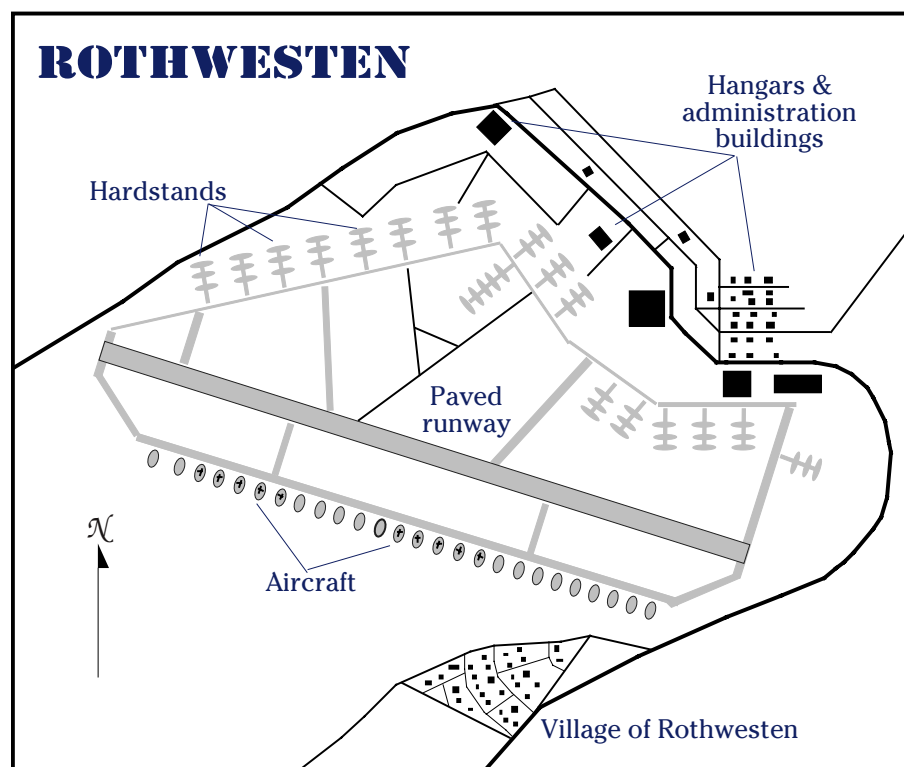 ROTHWESTEN
Hangars &
administration
buildings
Hardstands
Paved
runway
N
Aircraft
Village of Rothwesten